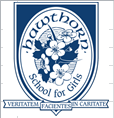 HAWTHORN
School for Girls
VERITATEM FACIENTES IN CARITATE